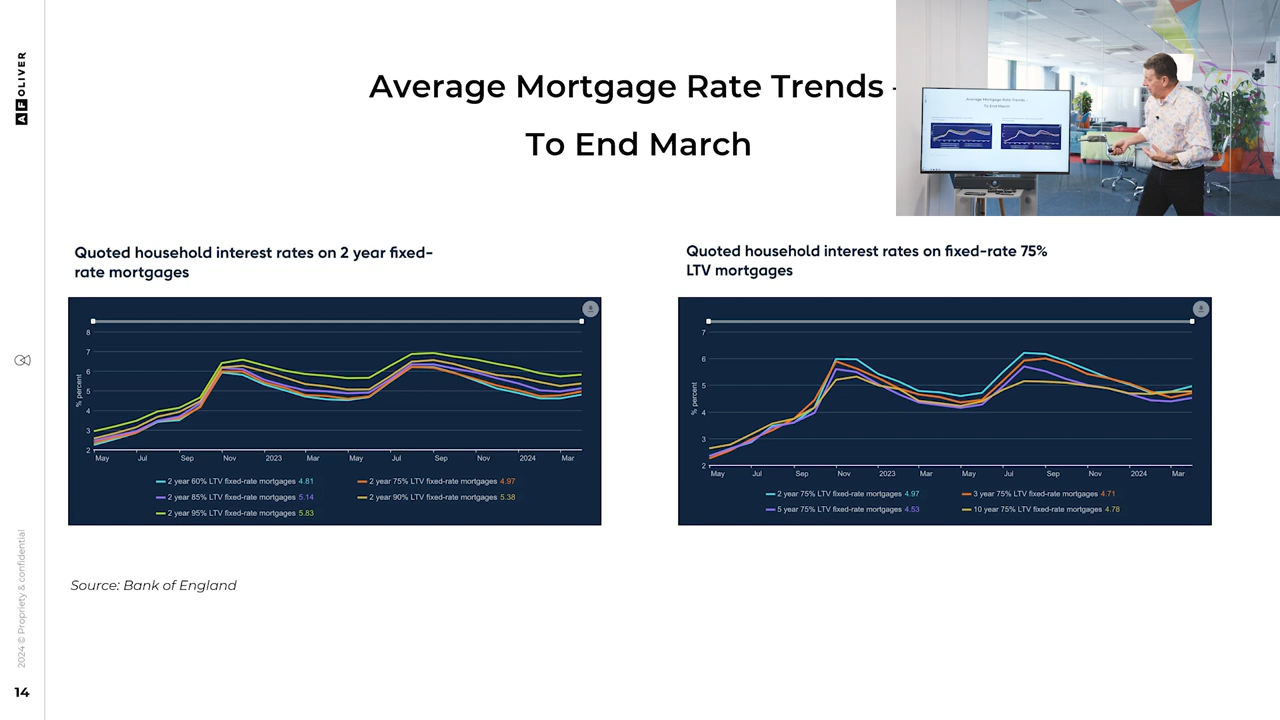 Average Mortgage Rate Trends -
To End March
Average Mortgage Rate Trends -
To End March
AF OLIVER
Quoted household interest rates on 2 year fixed-
rate mortgages
% percent
8
7
6
5
4
3
2
May Jul Sep Nov 2023 Mar May Jul Sep Nov 2024 Mar
2 year 60% LTV fixed-rate mortgages 4.81 2 year 75% LTV fixed-rate mortgages 4.97
2 year 85% LTV fixed-rate mortgages 5.14 2 year 90% LTV fixed-rate mortgages 5.38
2 year 95% LTV fixed-rate mortgages 5.83
Quoted household interest rates on fixed-rate 75%
LTV mortgages
% percent
7
6
5
4
3
2
May Jul Sep Nov 2023 Mar May Jul Sep Nov 2024 Mar
2 year 75% LTV fixed-rate mortgages 4.97 3 year 75% LTV fixed-rate mortgages 4.71
5 year 75% LTV fixed-rate mortgages 4.53 10 year 75% LTV fixed-rate mortgages 4.78
Source: Bank of England
2024 © Propriety & confidential
14